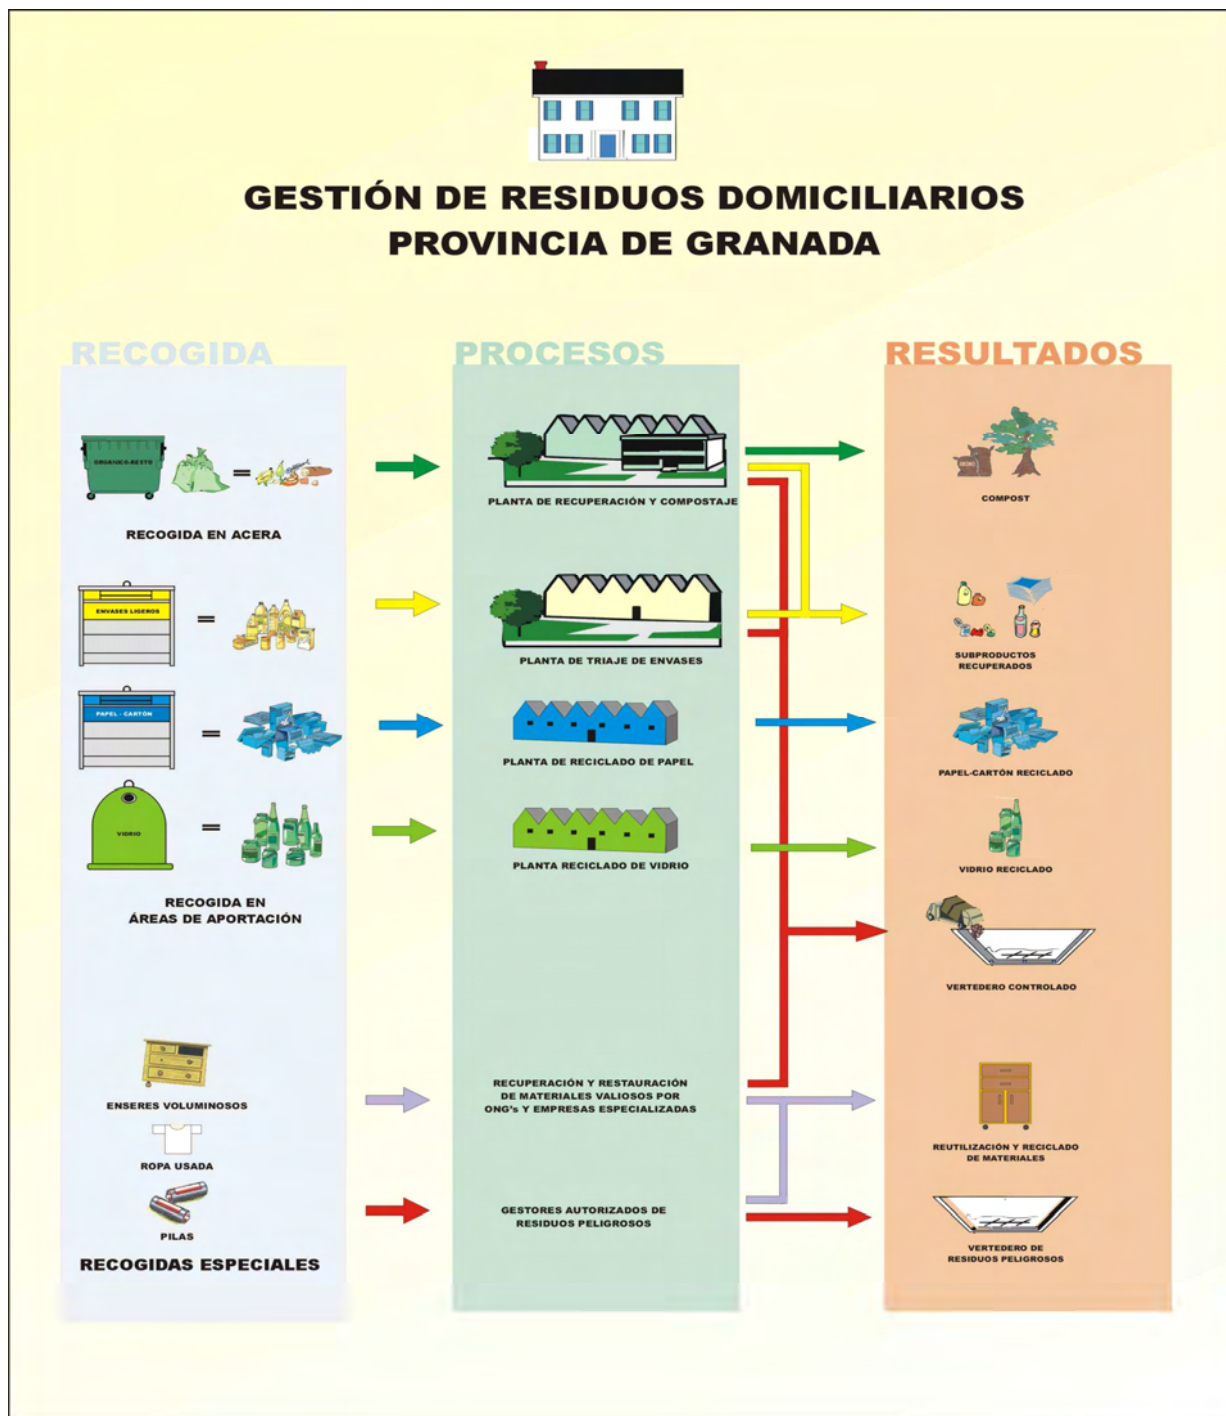 GESTIÓN DE RESIDUOS DOMICILIARIOS
PROVINCIA DE GRANADA
RECOGIDA
ORGANICO-RESTO
=
RECOGIDA EN ACERA
ENVASES LIGEROS
=
PAPEL - CARTÓN
=
VIDRIO
=
RECOGIDA EN
ÁREAS DE APORTACIÓN
ENSERES VOLUMINOSOS
ROPA USADA
PILAS
RECOGIDAS ESPECIALES
PROCESOS
PLANTA DE RECUPERACIÓN Y COMPOSTAJE
PLANTA DE TRIAJE DE ENVASES
PLANTA DE RECICLADO DE PAPEL
PLANTA RECICLADO DE VIDRIO
RECUPERACIÓN Y RESTAURACIÓN
DE MATERIALES VALIOSOS POR
ONG's Y EMPRESAS ESPECIALIZADAS
GESTORES AUTORIZADOS DE
RESIDUOS PELIGROSOS
RESULTADOS
COMPOST
SUBPRODUCTOS
RECUPERADOS
PAPEL-CARTÓN RECICLADO
VIDRIO RECICLADO
VERTEDERO CONTROLADO
REUTILIZACIÓN Y RECICLADO
DE MATERIALES
VERTEDERO DE
RESIDUOS PELIGROSOS